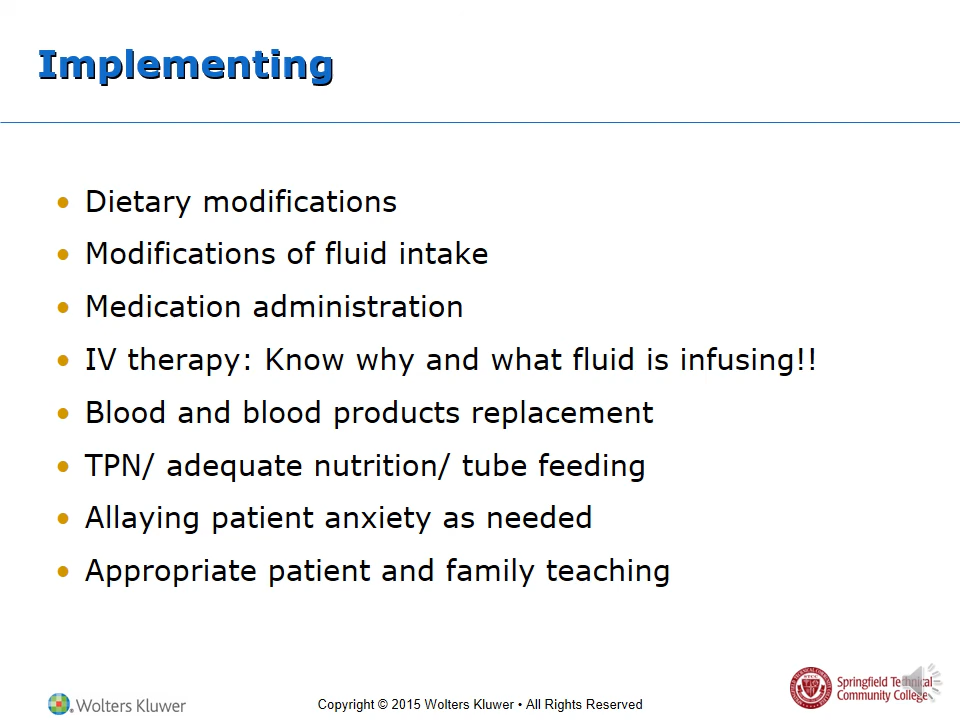 Implementing
• Dietary modifications
• Modifications of fluid intake
• Medication administration
• IV therapy: Know why and what fluid is infusing!!
• Blood and blood products replacement
• TPN/ adequate nutrition/ tube feeding
• Allaying patient anxiety as needed
• Appropriate patient and family teaching
Wolters Kluwer
Copyright © 2015 Wolters Kluwer • All Rights Reserved
Springfield Technical
Community College